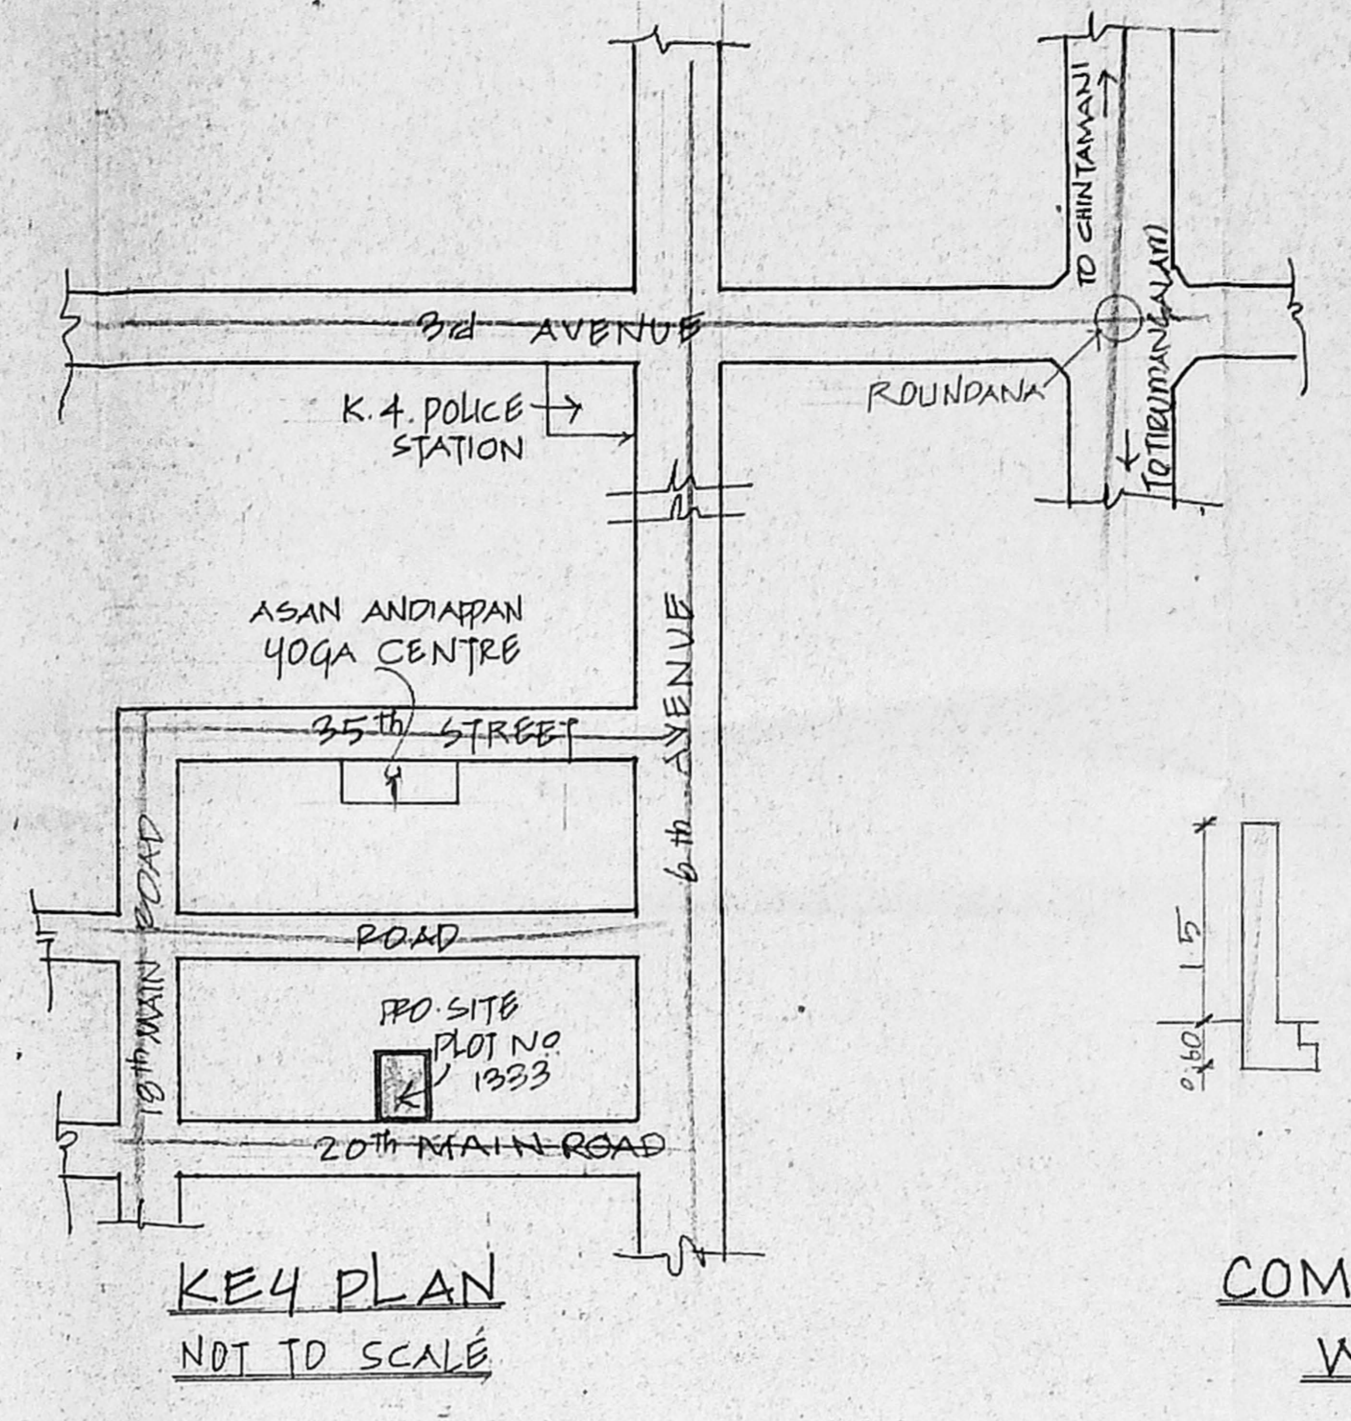 TO CHINTAMANI
3rd AVENUE
TO TIRUMANGALAM
K.4. POLICE
STATION
ROUNDANA
ASAN ANDIAPPAN
YOGA CENTRE
35th STREET
6th AVENUE
18th MAIN ROAD
ROAD
PRO.SITE
PLOT NO
1333
20th MAIN ROAD
KEY PLAN
NOT TO SCALE
1.5
0.60
COM
W